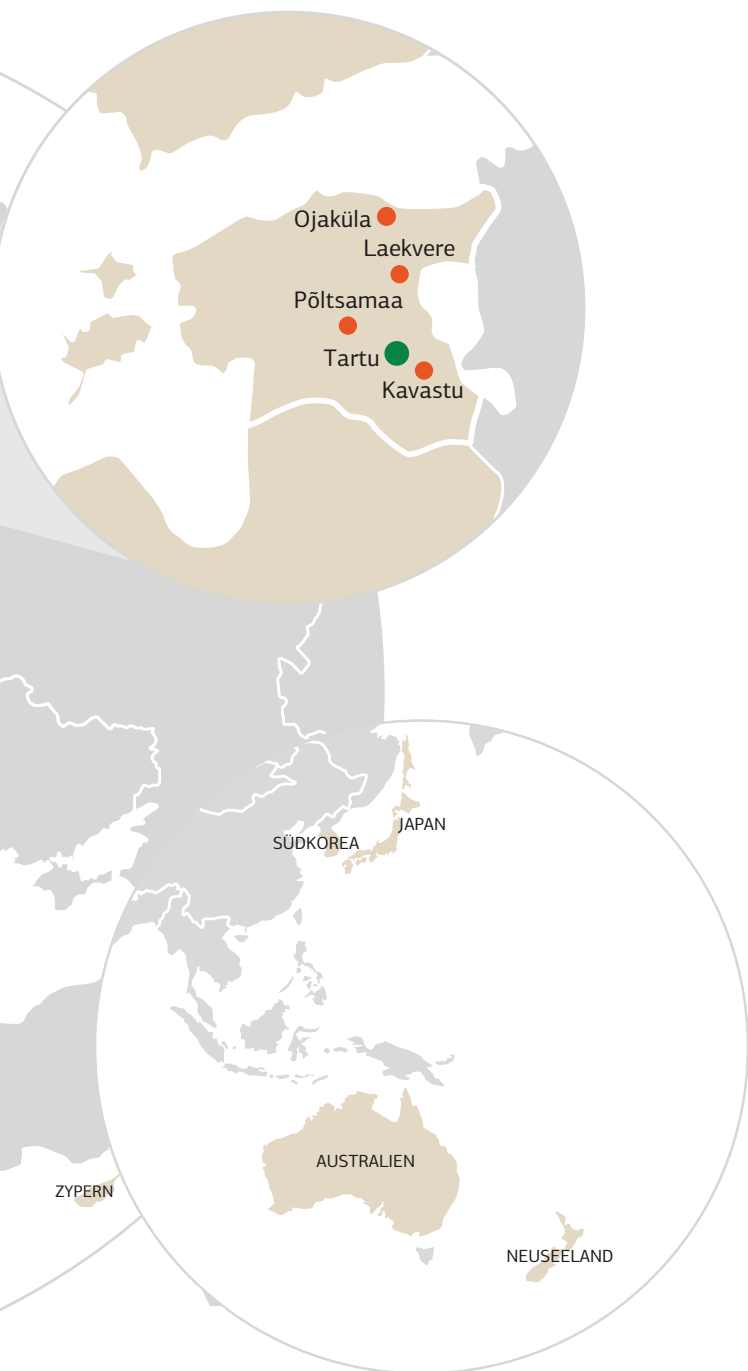 Ojaküla
Laekvere
Põltsamaa
Tartu
Kavastu
JAPAN
SÜDKOREA
AUSTRALIEN
ZYPERN
NEUSEELAND